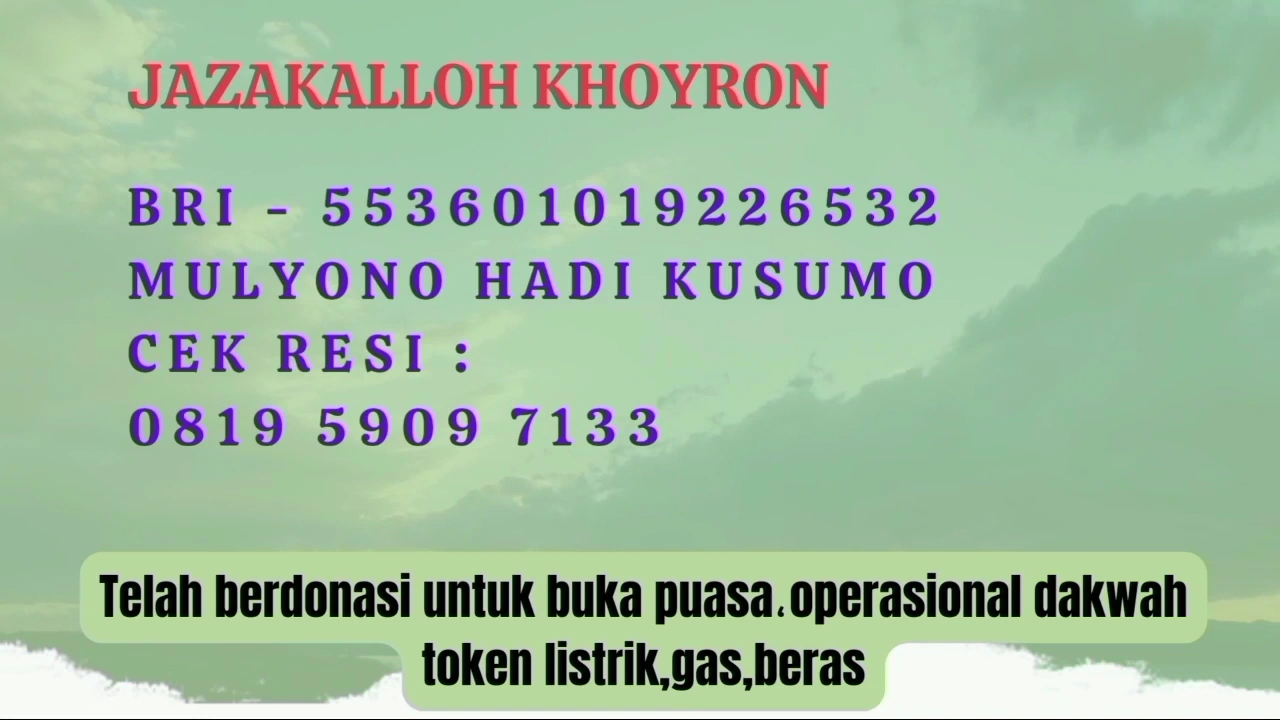 JAZAKALLOH KHOYRON
BRI - 553601019226532
MULYONO HADI KUSUMO
CEK RESI :
0819 5909 7133
Telah berdonasi untuk buka puasa، operasional dakwah
token listrik,gas,beras